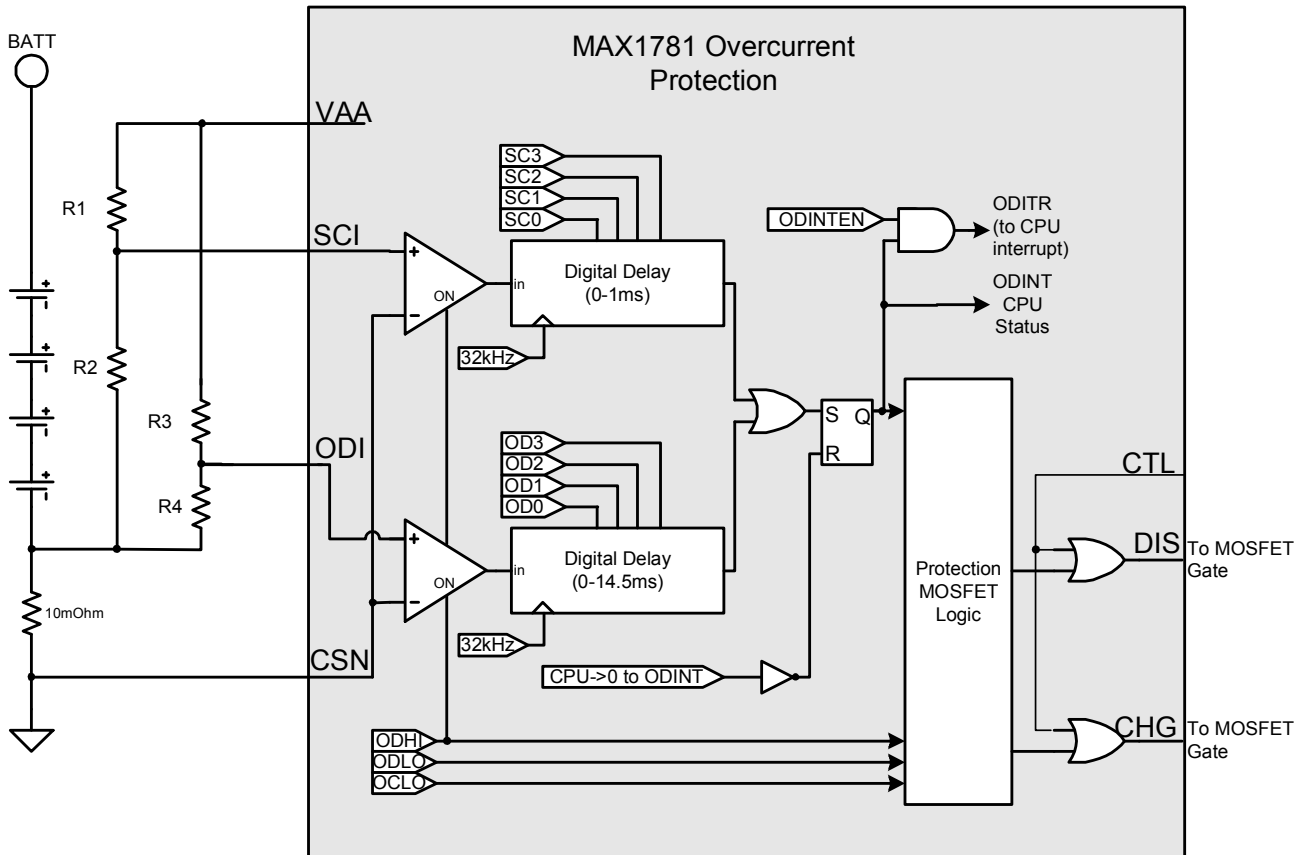 MAX1781 Overcurrent
Protection
BATT
VAA
R1
SCI
R2
R3
ODI
R4
10mOhm
CSN
SC3
SC2
SC1
SC0
+
−
ON
in
Digital Delay
(0-1ms)
32kHz
ODINTEN
ODITR
(to CPU
interrupt)
ODINT
CPU
Status
OD3
OD2
OD1
OD0
+
−
ON
in
Digital Delay
(0-14.5ms)
32kHz
S Q
R
CPU->0 to ODINT
ODHI
ODLO
OCLO
Protection
MOSFET
Logic
CTL
DIS
To MOSFET
Gate
CHG
To MOSFET
Gate